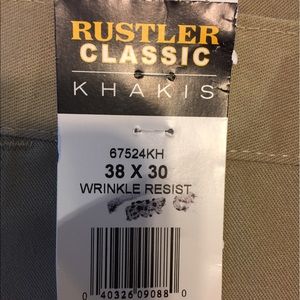 RUSTLER
CLASSIC
KHAKIS
67524KH
38 X 30
WRINKLE RESIST
0 40326 09088 0